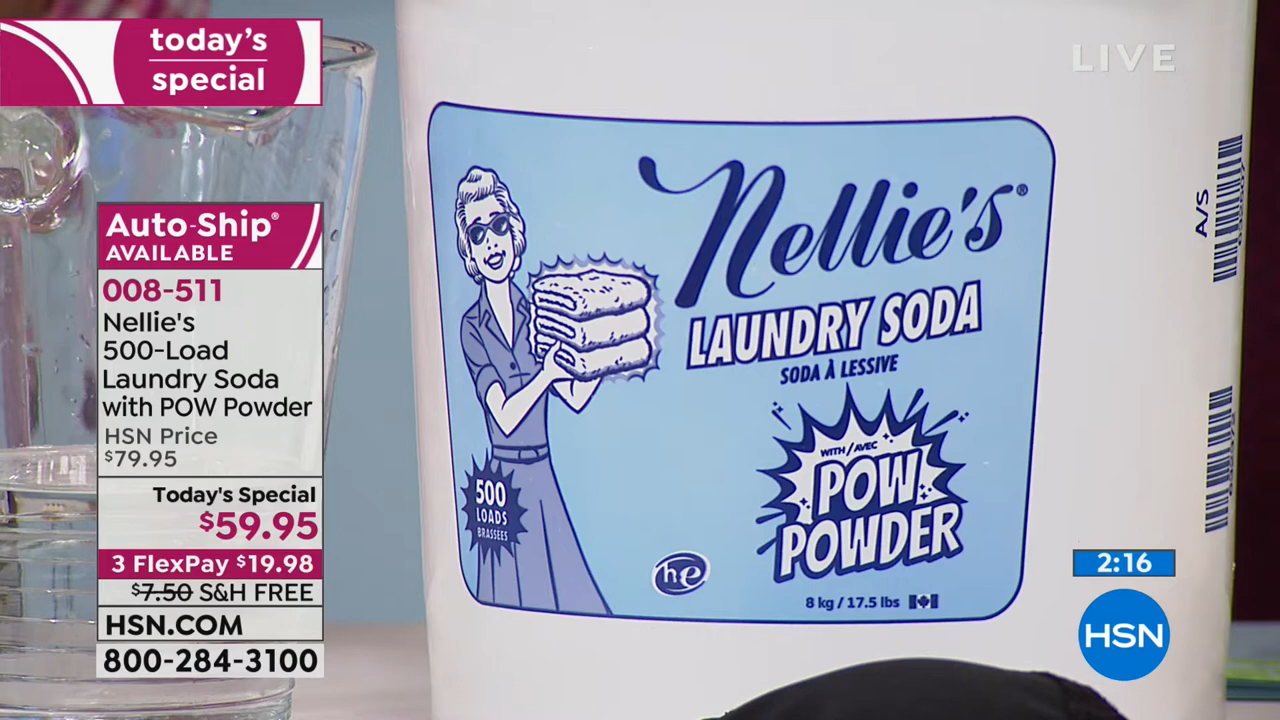 today's
special
LIVE
Auto-Ship®
AVAILABLE
008-511
Nellie's
500-Load
Laundry Soda
with POW Powder
HSN Price
$79.95
Today's Special
$59.95
3 FlexPay $19.98
$7.50 S&H FREE
HSN.COM
800-284-3100
Nellie's®
LAUNDRY SODA
SODA À LESSIVE
WITH/AVEC
POW
POWDER
500
LOADS
BRASSÉES
he
8 kg / 17.5 lbs
A/S
2:16
HSN